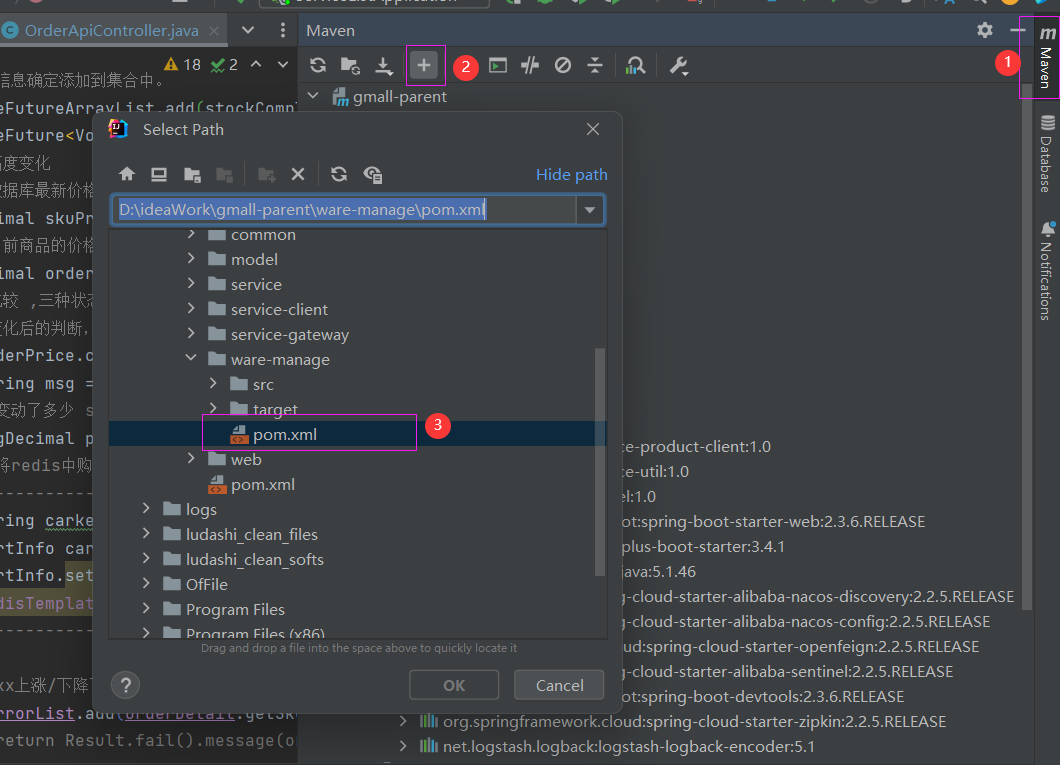 OrderApiController.java
Maven
18 2
2
1
Maven
信息确定添加到集合中。
gmall-parent
eFutureArrayList.add(stockCompl
Select Path
eFuture<Vo
Database
Hide path
D:\ideaWork\gmall-parent\ware-manage\pom.xml
imal skuPr
common
前商品的价格
model
Notifications
imal order
service
比较 ,三种状态
service-client
变化后的判断,
service-gateway
derPrice.c
ware-manage
ring msg =
src
变动了多少 s
target
pom.xml
3
gDecimal p
ce-product-client:1.0
将redis中购
web
ce-util:1.0
pom.xml
el:1.0
logs
ring carke
ot:spring-boot-starter-web:2.3.6.RELEASE
ludashi_clean_files
rtInfo car
plus-boot-starter:3.4.1
ludashi_clean_softs
java:5.1.46
rtInfo.set
OfFile
g-cloud-starter-alibaba-nacos-discovery:2.2.5.RELEASE
disTemplat
Program Files
g-cloud-starter-alibaba-nacos-config:2.2.5.RELEASE
Program Files (x86)
oud:spring-cloud-starter-openfeign:2.2.5.RELEASE
Drag and drop a file into the space above to quickly locate it
g-cloud-starter-alibaba-sentinel:2.2.5.RELEASE
xx上涨/下降
?
OK
Cancel
ot:spring-boot-devtools:2.3.6.RELEASE
rrorList.add(orderDetail.getSk
org.springframework.cloud:spring-cloud-starter-zipkin:2.2.5.RELEASE
return Result.fail().message(o
net.logstash.logback:logstash-logback-encoder:5.1